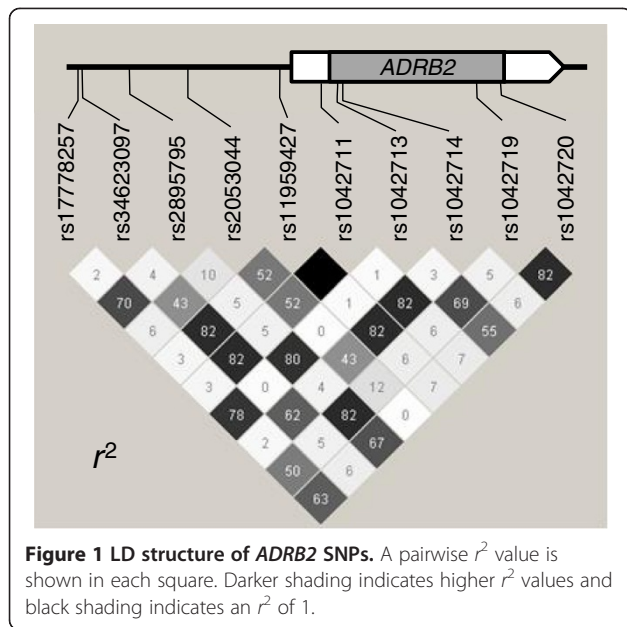 ADRB2
rs17778257
rs34623097
rs2895795
rs2053044
rs11959427
rs1042711
rs1042713
rs1042714
rs1042719
rs1042720
2 4 10 52 1 3 5 82
70 43 5 52 1 82 69 6
6 82 5 0 82 6 55
3 82 80 43 6 7
3 0 4 12 7
78 62 82 0
2 5 67
50 6
63
r²
Figure 1 LD structure of ADRB2 SNPs. A pairwise r² value is
shown in each square. Darker shading indicates higher r² values and
black shading indicates an r² of 1.